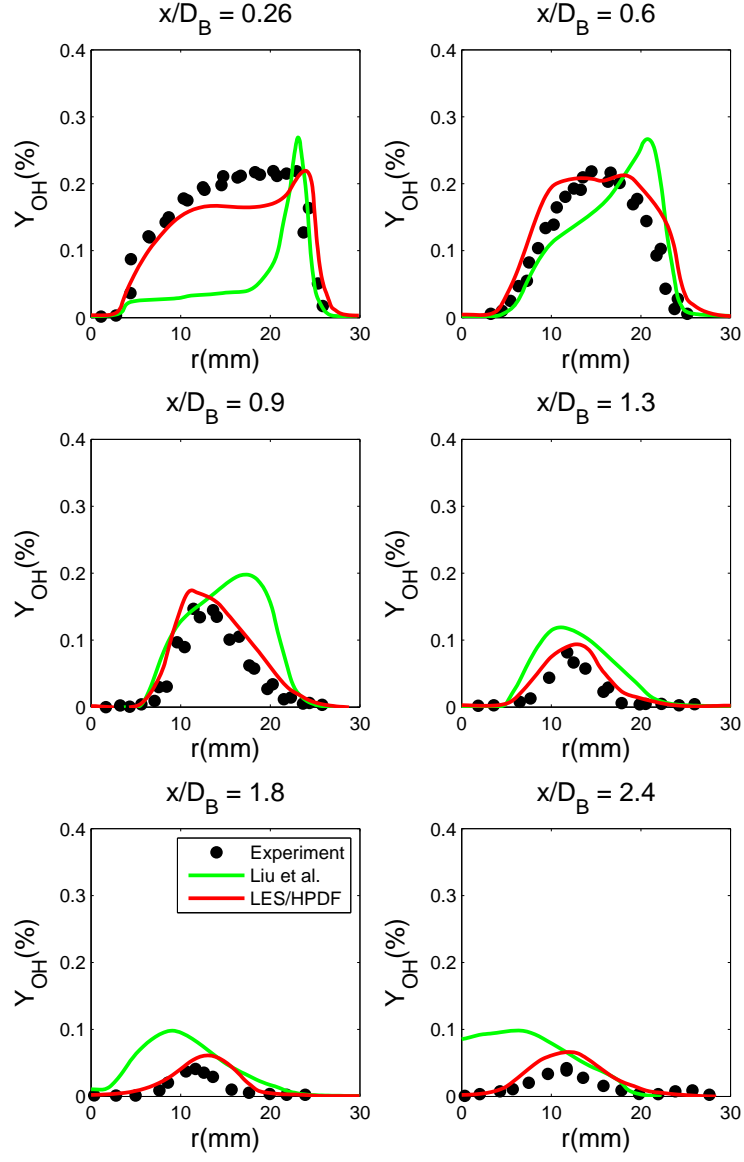 x/D_B = 0.26
0.4
0.3
0.2
0.1
0
Y_OH(%)
0 10 20 30
r(mm)
x/D_B = 0.6
0.4
0.3
0.2
0.1
0
Y_OH(%)
0 10 20 30
r(mm)
x/D_B = 0.9
0.4
0.3
0.2
0.1
0
Y_OH(%)
0 10 20 30
r(mm)
x/D_B = 1.3
0.4
0.3
0.2
0.1
0
Y_OH(%)
0 10 20 30
r(mm)
x/D_B = 1.8
0.4
0.3
0.2
0.1
0
Y_OH(%)
Experiment
Liu et al.
LES/HPDF
0 10 20 30
r(mm)
x/D_B = 2.4
0.4
0.3
0.2
0.1
0
Y_OH(%)
0 10 20 30
r(mm)